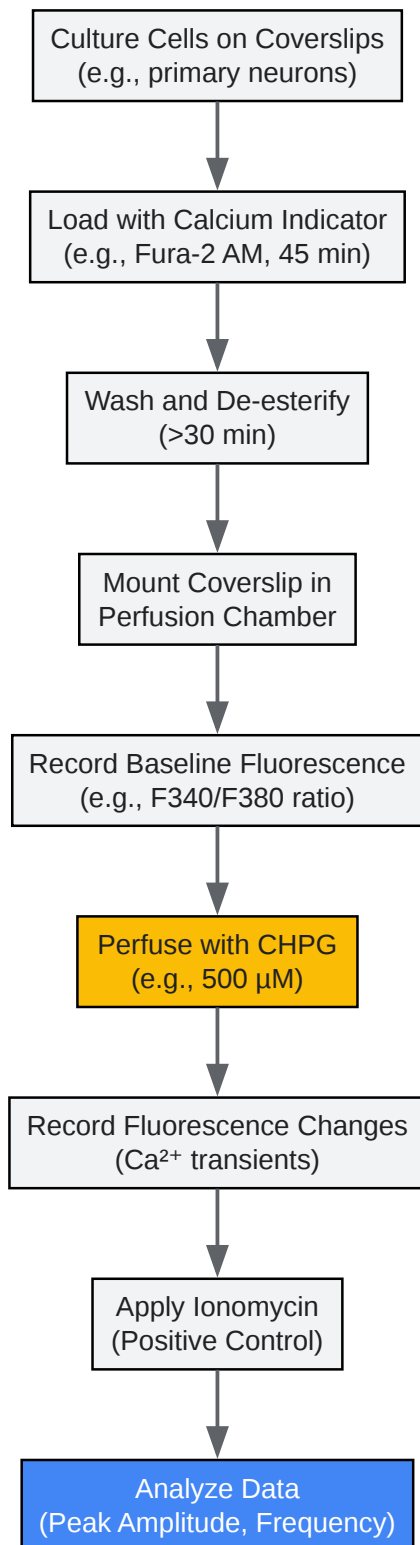 Culture Cells on Coverslips
(e.g., primary neurons)
Load with Calcium Indicator
(e.g., Fura-2 AM, 45 min)
Wash and De-esterify
(>30 min)
Mount Coverslip in
Perfusion Chamber
Record Baseline Fluorescence
(e.g., F340/F380 ratio)
Perfuse with CHPG
(e.g., 500 µM)
Record Fluorescence Changes
(Ca²⁺ transients)
Apply Ionomycin
(Positive Control)
Analyze Data
(Peak Amplitude, Frequency)